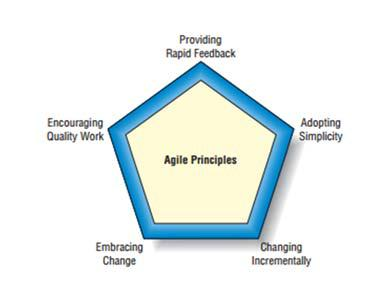 Providing
Rapid Feedback
Encouraging
Quality Work
Adopting
Simplicity
Agile Principles
Embracing
Change
Changing
Incrementally